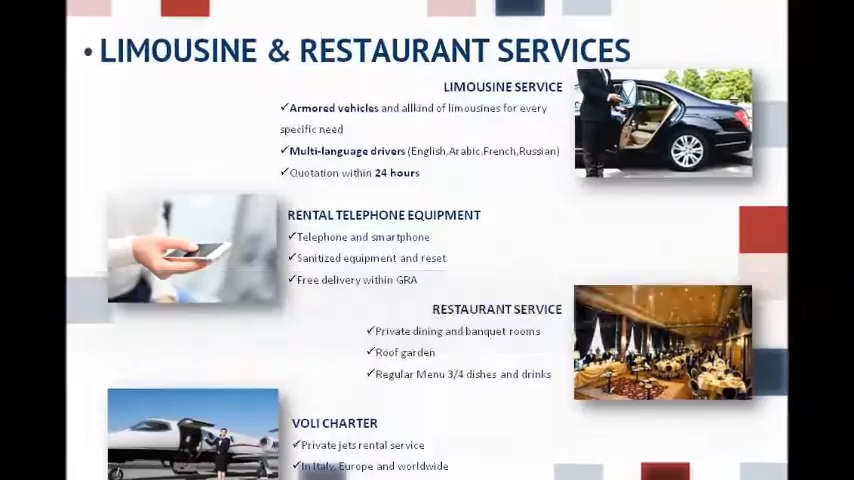 • LIMOUSINE & RESTAURANT SERVICES
LIMOUSINE SERVICE
✓Armored vehicles and allkind of limousines for every
specific need
✓Multi-language drivers (English,Arabic,French,Russian)
✓Quotation within 24 hours
RENTAL TELEPHONE EQUIPMENT
✓Telephone and smartphone
✓Sanitized equipment and reset
✓Free delivery within GRA
RESTAURANT SERVICE
✓Private dining and banquet rooms
✓Roof garden
✓Regular Menu 3/4 dishes and drinks
VOLI CHARTER
✓Private jets rental service
✓In Italy, Europe and worldwide